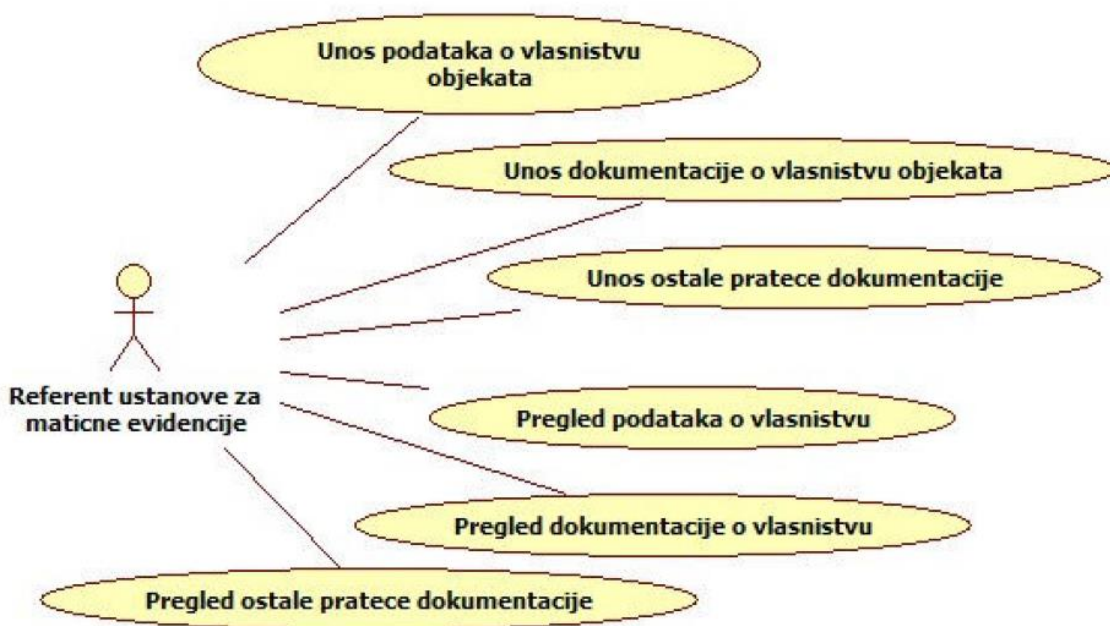 Unos podataka o vlasnistvu
objekata
Unos dokumentacije o vlasnistvu objekata
Unos ostale pratece dokumentacije
Referent ustanove za
maticne evidencije
Pregled podataka o vlasnistvu
Pregled dokumentacije o vlasnistvu
Pregled ostale pratece dokumentacije